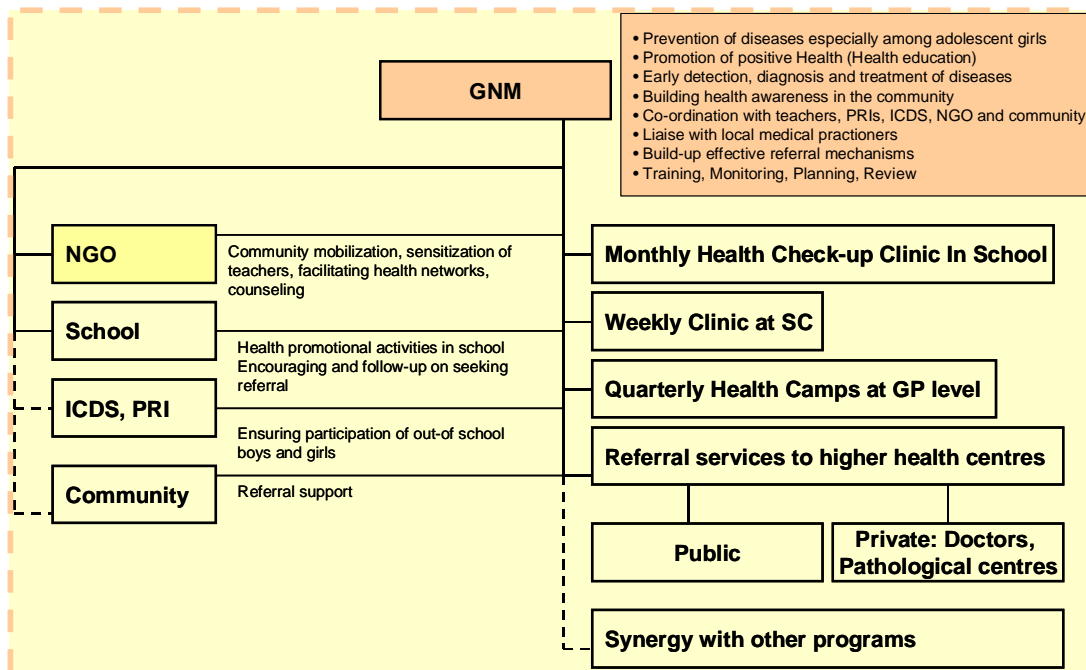 • Prevention of diseases especially among adolescent girls
• Promotion of positive Health (Health education)
• Early detection, diagnosis and treatment of diseases
• Building health awareness in the community
• Co-ordination with teachers, PRIs, ICDS, NGO and community
• Liaise with local medical practioners
• Build-up effective referral mechanisms
• Training, Monitoring, Planning, Review
GNM
NGO
Community mobilization, sensitization of
teachers, facilitating health networks,
counseling
School
Health promotional activities in school
Encouraging and follow-up on seeking
referral
ICDS, PRI
Ensuring participation of out-of school
boys and girls
Community
Referral support
Monthly Health Check-up Clinic In School
Weekly Clinic at SC
Quarterly Health Camps at GP level
Referral services to higher health centres
Public
Private: Doctors,
Pathological centres
Synergy with other programs